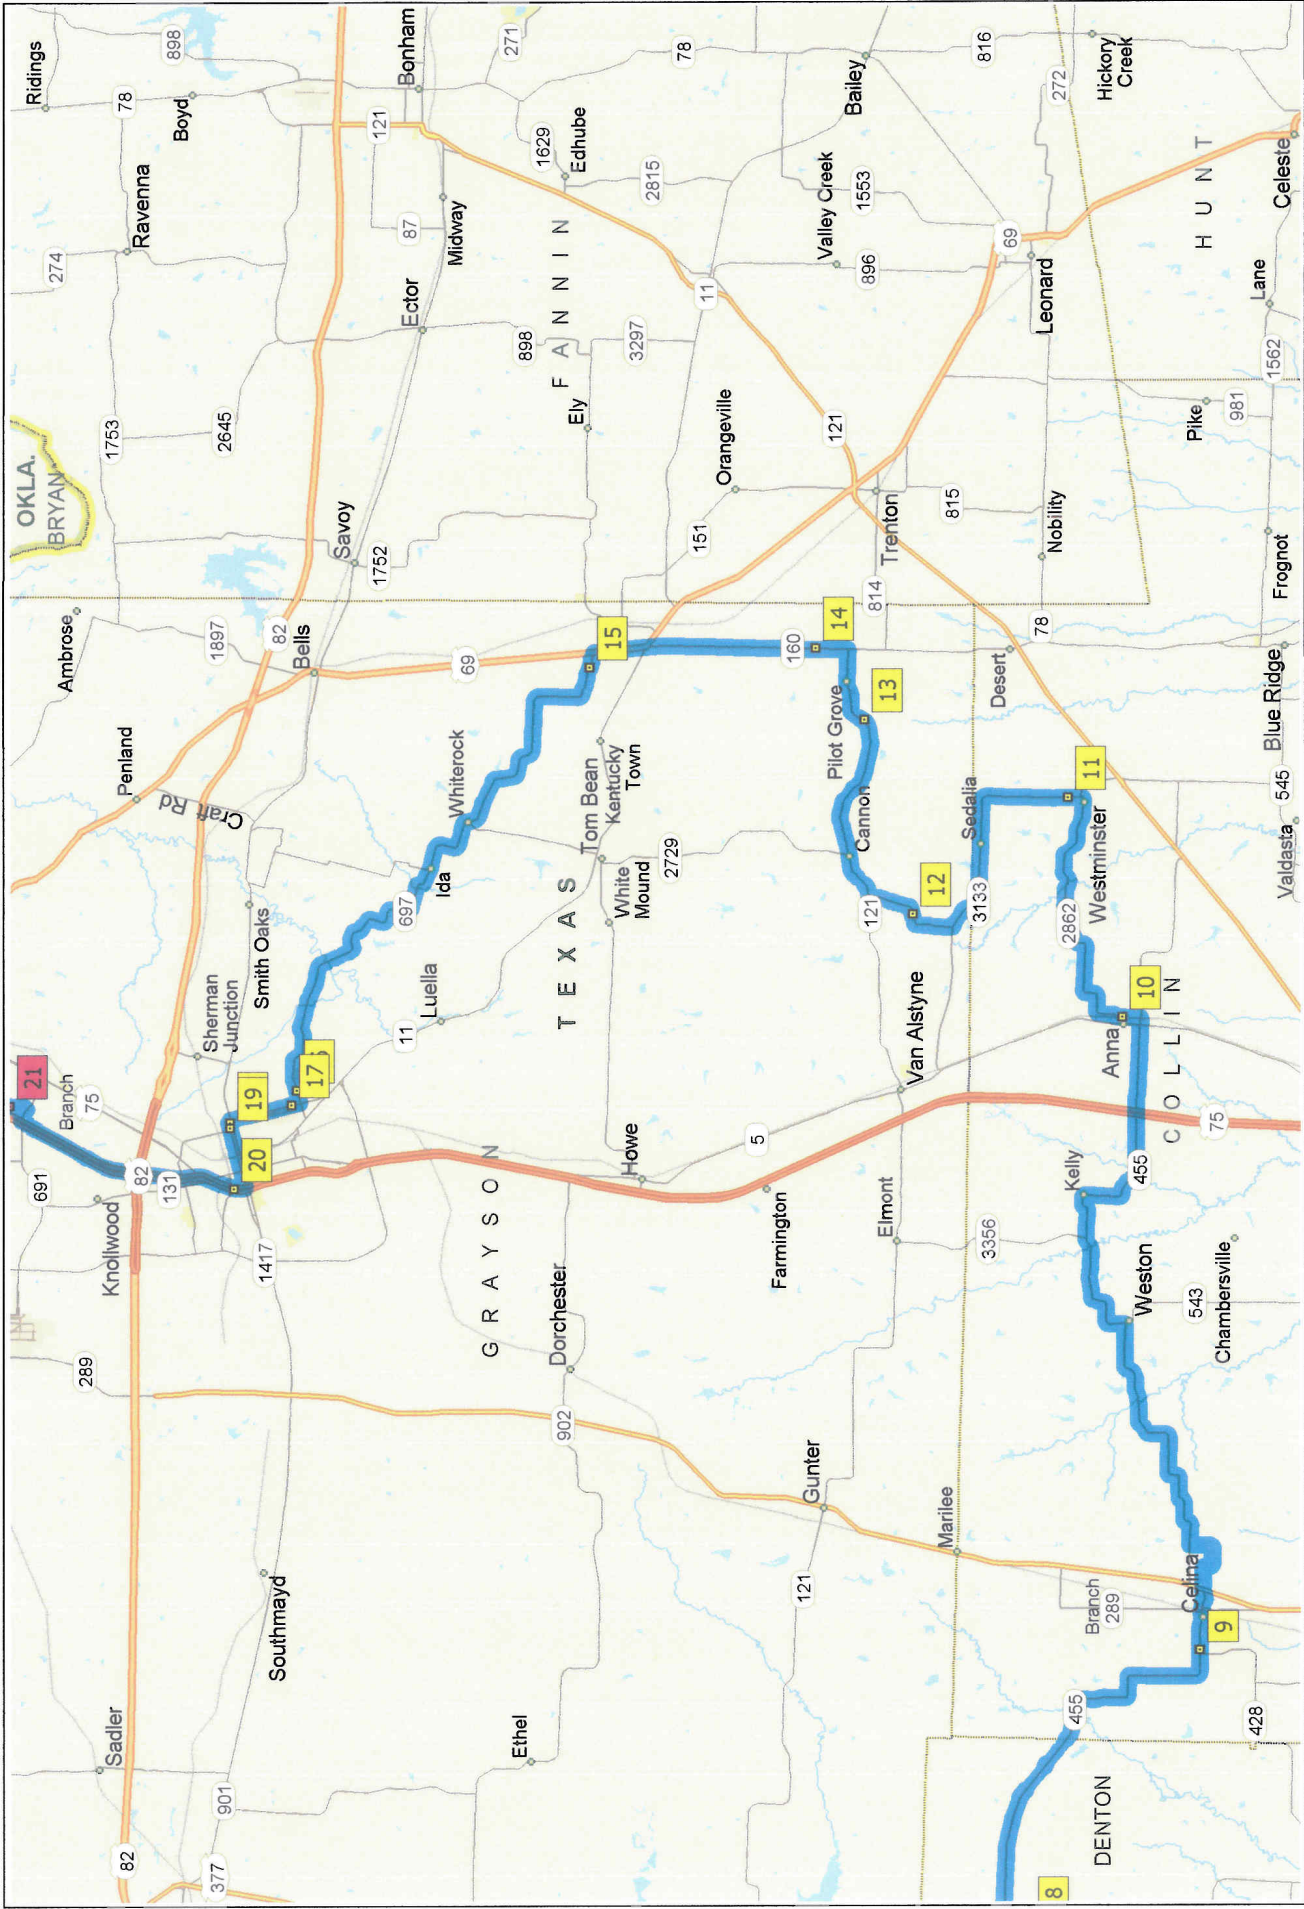 Ridings
OKLA.
BRYAN
21
691
274
Ambrose
Branch
75
289
Sadler
82
Knollwood
82
131
Penland
Craft Rd
1753
78
Ravenna
898
Boyd
Sherman
Junction
1897
2645
377
901
Southmayd
1417
20
19
Smith Oaks
82
Bells
17
Savoy
1752
121
Bonham
697
11
Luella
Ida
Whiterock
69
87
Ector
Midway
GRAYSON
Ethel
271
898
1629
Dorchester
902
TEXAS
FANNIN
Ely
Edhube
Tom Bean
Kentucky
Town
15
Howe
White
Mound
2729
3297
2815
78
11
151
Orangeville
5
Farmington
160
121
Gunter
Valley Creek
Pilot Grove
14
121
Bailey
1553
896
Cannon
13
814
Trenton
Elmont
121
Van Alstyne
12
Marilee
815
Sedalia
3133
Desert
816
3356
69
8
455
Kelly
2862
11
Westminster
78
Nobility
Leonard
272
Branch
289
DENTON
Anna
10
Hickory
Creek
Weston
455
COLLIN
543
75
Celina
9
Pike
HUNT
Chambersville
981
428
Blue Ridge
Lane
545
Valdasta
Frognot
1562
Celeste